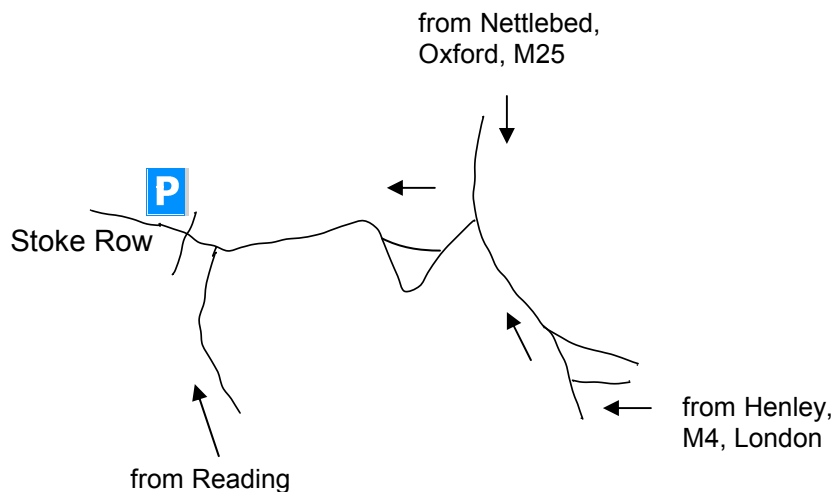 from Nettlebed,
Oxford, M25
P
Stoke Row
from Henley,
M4, London
from Reading